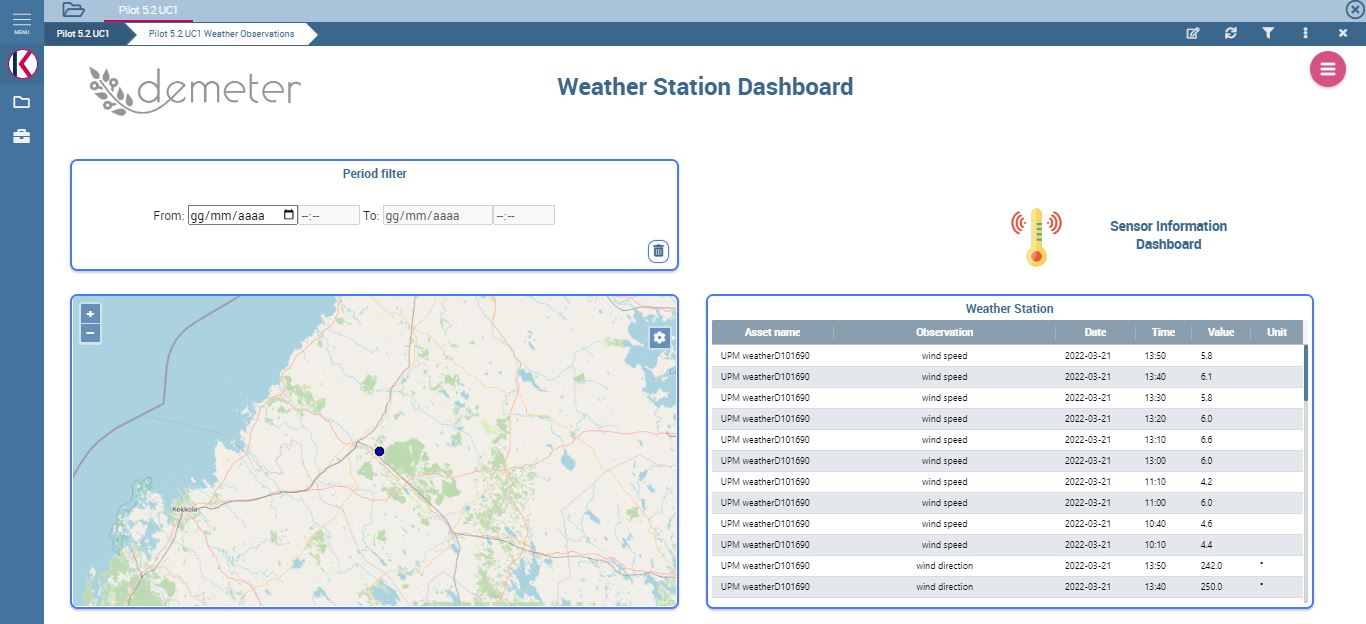 Pilot 5.2 UC1
MENU
Pilot 5.2 UC1
Pilot 5.2 UC1 Weather Observations
demeter
Weather Station Dashboard
Period filter
From: gg/mm/aaaa --:-- To: gg/mm/aaaa --:--
Sensor Information
Dashboard
+
−
Kokkola
Weather Station
Asset name Observation Date Time Value Unit
UPM weatherD101690 wind speed 2022-03-21 13:50 5.8
UPM weatherD101690 wind speed 2022-03-21 13:40 6.1
UPM weatherD101690 wind speed 2022-03-21 13:30 5.8
UPM weatherD101690 wind speed 2022-03-21 13:20 6.0
UPM weatherD101690 wind speed 2022-03-21 13:10 6.6
UPM weatherD101690 wind speed 2022-03-21 13:00 6.0
UPM weatherD101690 wind speed 2022-03-21 11:10 4.2
UPM weatherD101690 wind speed 2022-03-21 11:00 6.0
UPM weatherD101690 wind speed 2022-03-21 10:40 4.6
UPM weatherD101690 wind speed 2022-03-21 10:10 4.4
UPM weatherD101690 wind direction 2022-03-21 13:50 242.0 °
UPM weatherD101690 wind direction 2022-03-21 13:40 250.0 °